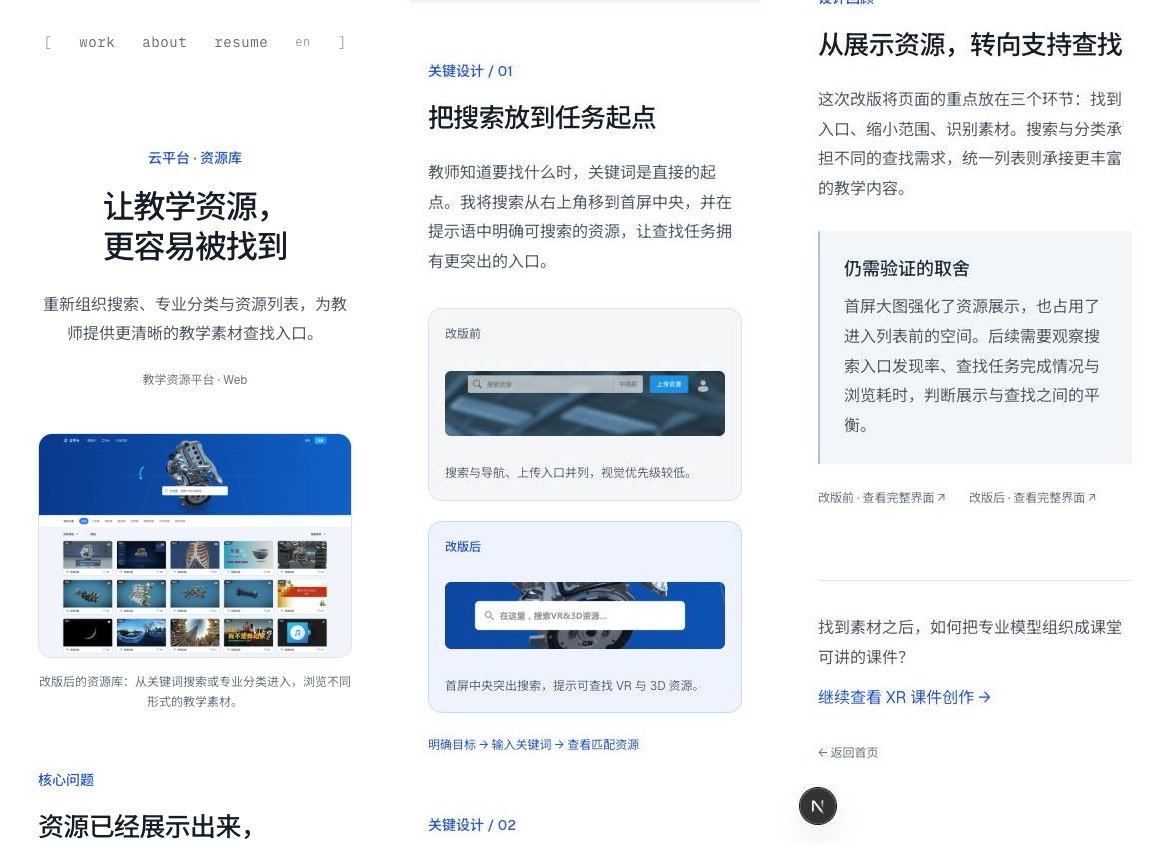 [ work about resume en ]
云平台 · 资源库
让教学资源，
更容易被找到
重新组织搜索、专业分类与资源列表，为教
师提供更清晰的教学素材查找入口。
教学资源平台 · Web
改版后的资源库：从关键词搜索或专业分类进入，浏览不同
形式的教学素材。
核心问题
资源已经展示出来，
关键设计 / 01
把搜索放到任务起点
教师知道要找什么时，关键词是直接的起
点。我将搜索从右上角移到首屏中央，并在
提示语中明确可搜索的资源，让查找任务拥
有更突出的入口。
改版前
搜索资源
上传资源
搜索与导航、上传入口并列，视觉优先级较低。
改版后
在这里，搜索VR&3D资源...
首屏中央突出搜索，提示可查找 VR 与 3D 资源。
明确目标 → 输入关键词 → 查看匹配资源
关键设计 / 02
设计回顾
从展示资源，转向支持查找
这次改版将页面的重点放在三个环节：找到
入口、缩小范围、识别素材。搜索与分类承
担不同的查找需求，统一列表则承接更丰富
的教学内容。
仍需验证的取舍
首屏大图强化了资源展示，也占用了
进入列表前的空间。后续需要观察搜
索入口发现率、查找任务完成情况与
浏览耗时，判断展示与查找之间的平
衡。
改版前 · 查看完整界面 ↗ 改版后 · 查看完整界面 ↗
找到素材之后，如何把专业模型组织成课堂
可讲的课件？
继续查看 XR 课件创作 →
← 返回首页
N